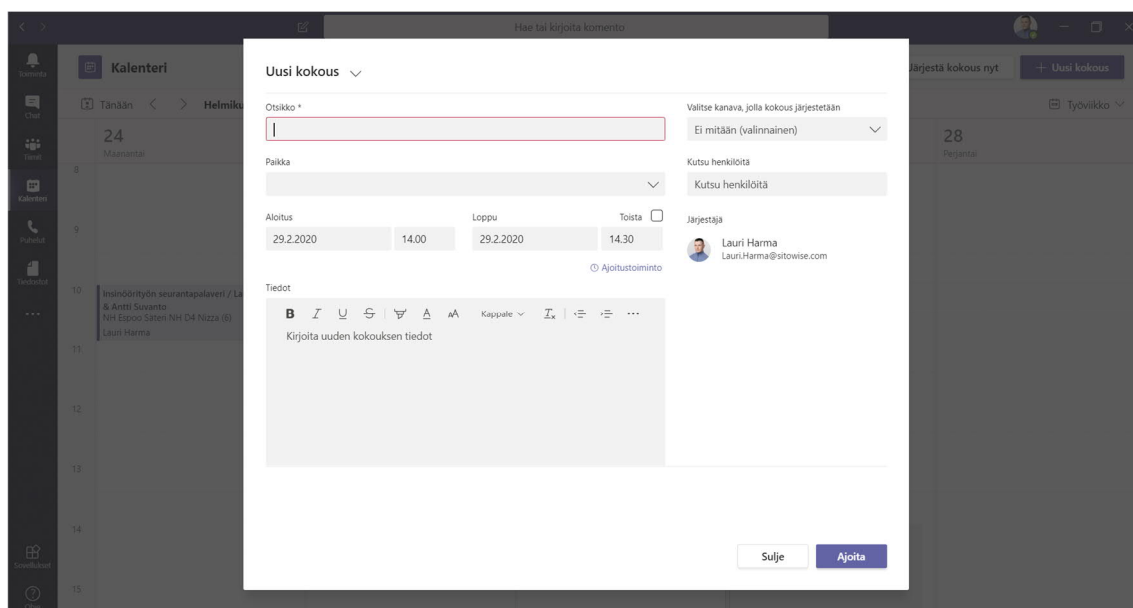 Hae tai kirjoita komento
Toiminta
Chat
Tiimit
Kalenteri
Puhelut
Tiedostot
Sovellukset
Ohje
Kalenteri
Järjestä kokous nyt
+ Uusi kokous
Tänään
Helmiku
Työviikko
24
Maanantai
28
Perjantai
8
9
10
11
12
13
14
15
Insinöörityön seurantapalaveri / La
& Antti Suvanto
NH Espoo Säteri NH D4 Nizza (6)
Lauri Harma
Uusi kokous
Otsikko *
Paikka
Aloitus
Loppu
Toista
29.2.2020
14.00
29.2.2020
14.30
Ajoitustoiminto
Tiedot
B I U S A AA Kappale Tx ...
Kirjoita uuden kokouksen tiedot
Valitse kanava, jolla kokous järjestetään
Ei mitään (valinnainen)
Kutsu henkilöitä
Kutsu henkilöitä
Järjestäjä
Lauri Harma
Lauri.Harma@sitowise.com
Sulje
Ajoita